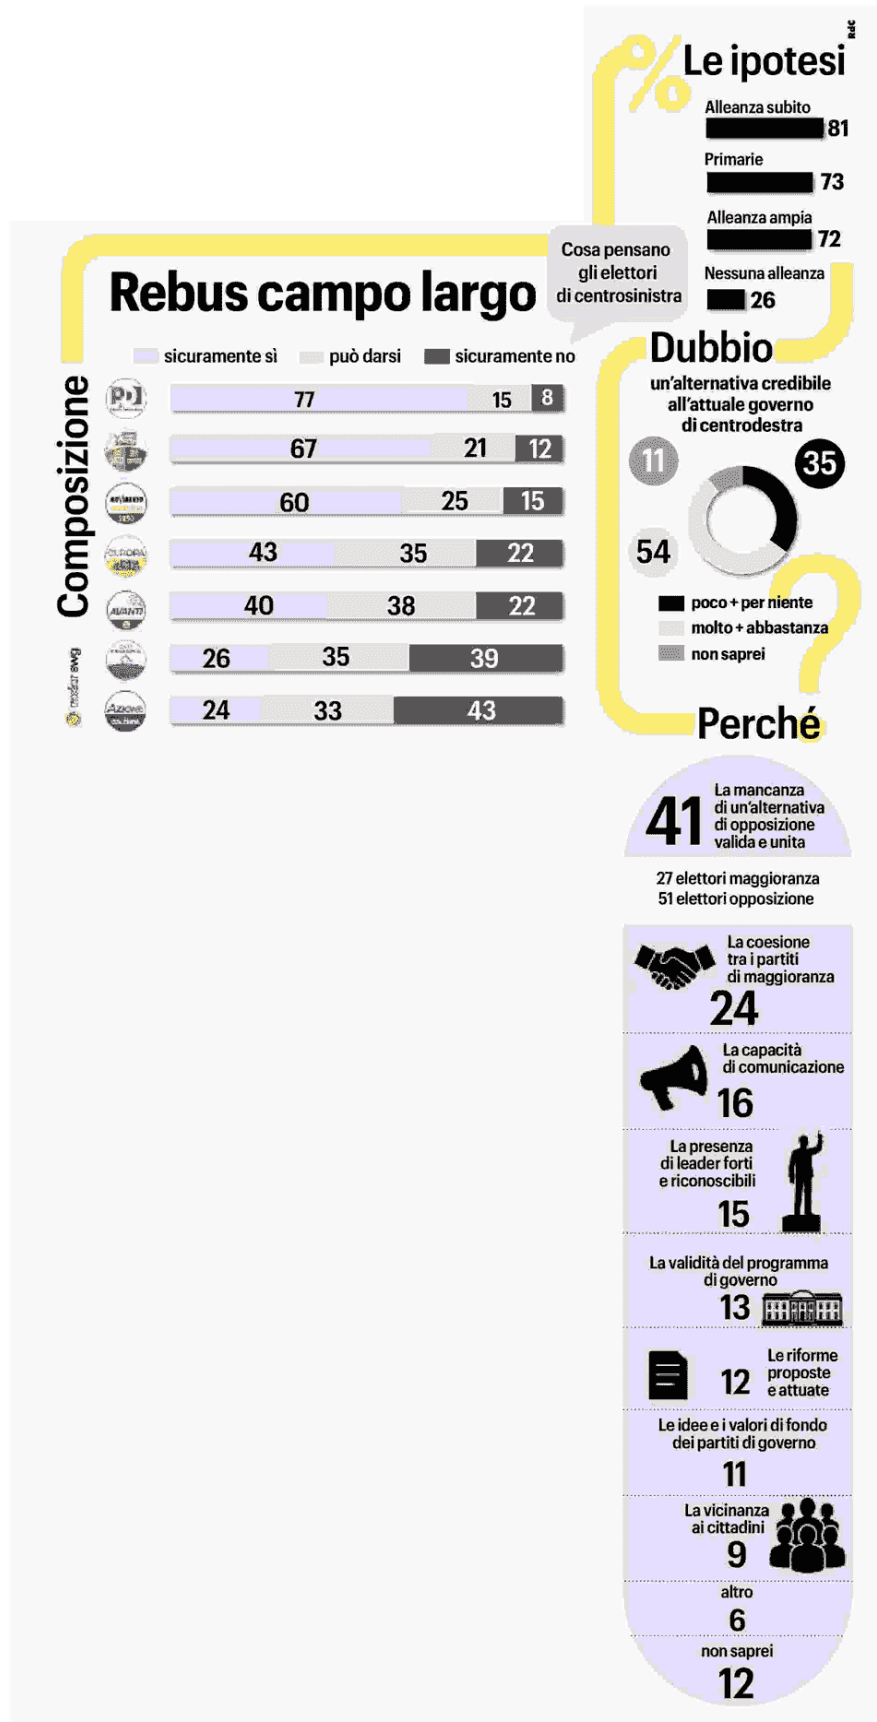 RdC
%
Le ipotesi
Alleanza subito
81
Primarie
73
Alleanza ampia
72
Nessuna alleanza
26
Cosa pensano
gli elettori
di centrosinistra
Rebus campo largo
sicuramente sì
può darsi
sicuramente no
Composizione
PD
77 15 8
67 21 12
2050
60 25 15
EUROPA
43 35 22
AVANTI
40 38 22
26 35 39
Azione
24 33 43
swg
Dubbio
un'alternativa credibile
all'attuale governo
di centrodestra
11
35
54
poco + per niente
molto + abbastanza
non saprei
?
Perché
41
La mancanza
di un'alternativa
di opposizione
valida e unita
27 elettori maggioranza
51 elettori opposizione
La coesione
tra i partiti
di maggioranza
24
La capacità
di comunicazione
16
La presenza
di leader forti
e riconoscibili
15
La validità del programma
di governo
13
12
Le riforme
proposte
e attuate
Le idee e i valori di fondo
dei partiti di governo
11
La vicinanza
ai cittadini
9
altro
6
non saprei
12